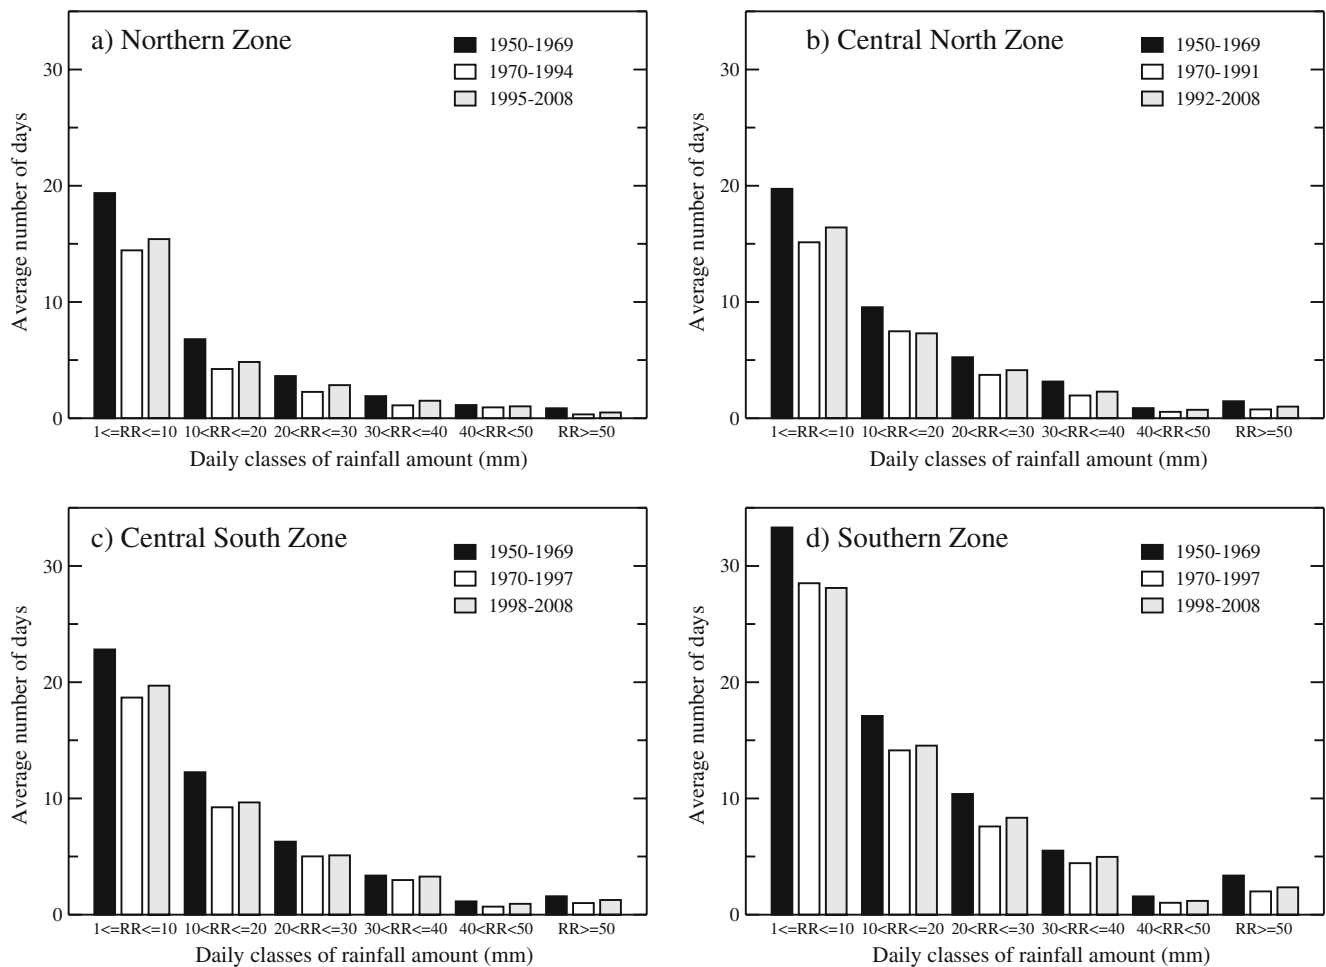 a) Northern Zone
1950-1969
1970-1994
1995-2008
30
20
10
0
Average number of days
1<=RR<=10 10<RR<=20 20<RR<=30 30<RR<=40 40<RR<50 RR>=50
Daily classes of rainfall amount (mm)
b) Central North Zone
1950-1969
1970-1991
1992-2008
30
20
10
0
Average number of days
1<=RR<=10 10<RR<=20 20<RR<=30 30<RR<=40 40<RR<50 RR>=50
Daily classes of rainfall amount (mm)
c) Central South Zone
1950-1969
1970-1997
1998-2008
30
20
10
0
Average number of days
1<=RR<=10 10<RR<=20 20<RR<=30 30<RR<=40 40<RR<50 RR>=50
Daily classes of rainfall amount (mm)
d) Southern Zone
1950-1969
1970-1997
1998-2008
30
20
10
0
Average number of days
1<=RR<=10 10<RR<=20 20<RR<=30 30<RR<=40 40<RR<50 RR>=50
Daily classes of rainfall amount (mm)